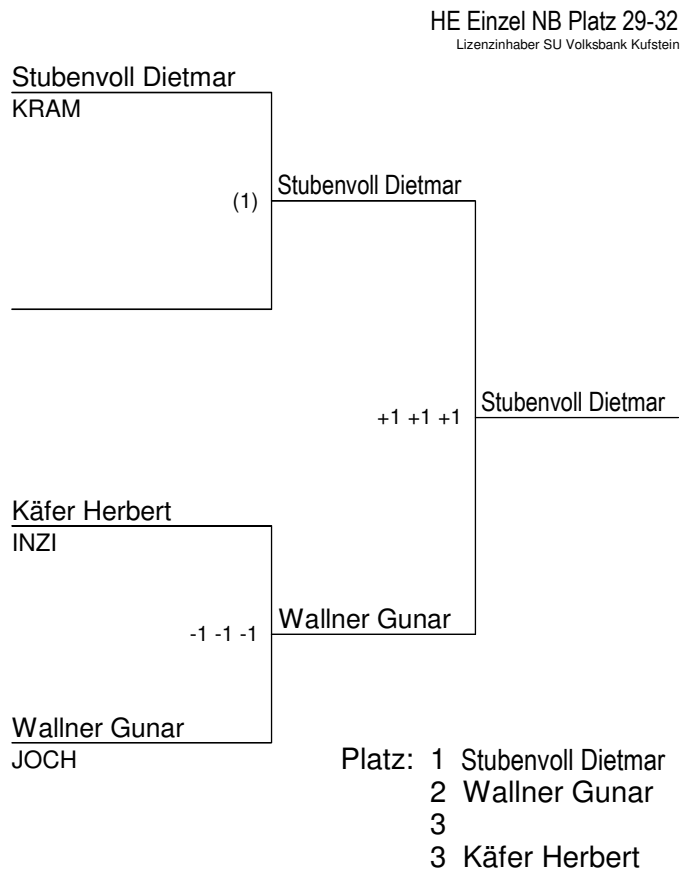 HE Einzel NB Platz 29-32
Lizenzinhaber SU Volksbank Kufstein
Stubenvoll Dietmar
KRAM
Stubenvoll Dietmar
(1)
Stubenvoll Dietmar
+1 +1 +1
Käfer Herbert
INZI
Wallner Gunar
-1 -1 -1
Wallner Gunar
JOCH
Platz: 1 Stubenvoll Dietmar
2 Wallner Gunar
3
3 Käfer Herbert